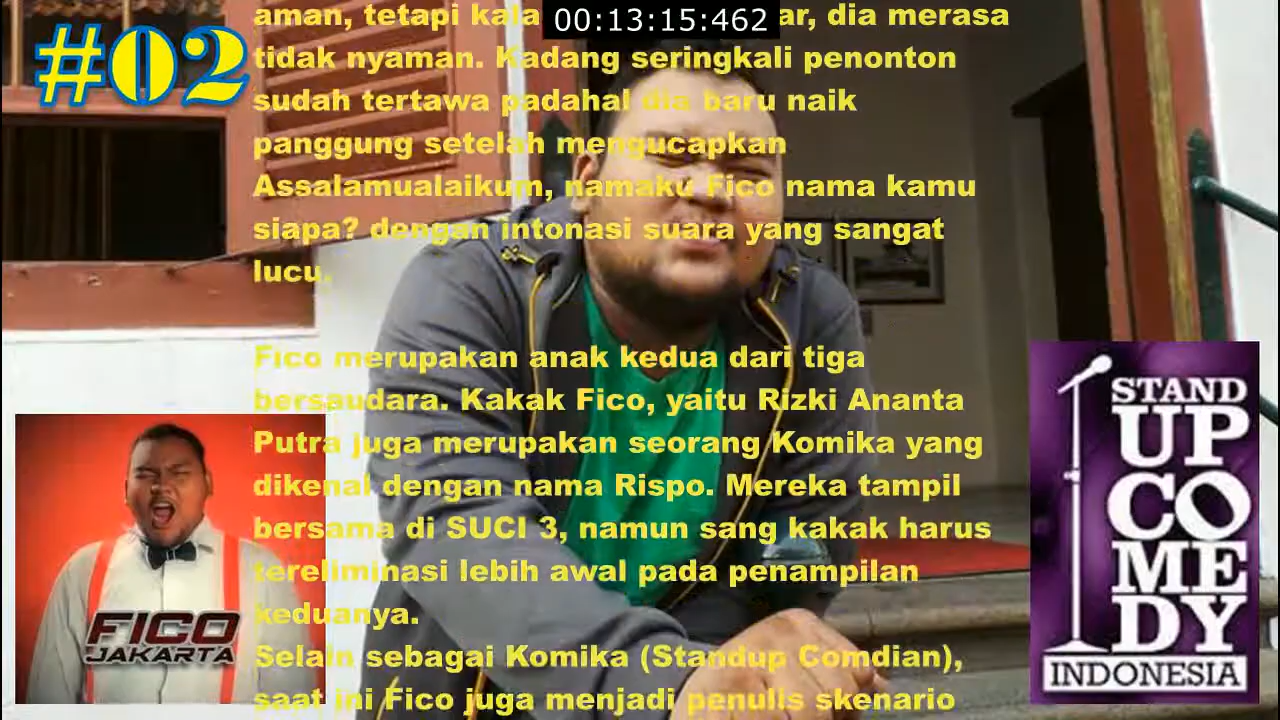 aman, tetapi kala
ar, dia merasa
00:13:15:462
#02
tidak nyaman. Kadang seringkali penonton
sudah tertawa padahal dia baru naik
panggung setelah mengucapkan
Assalamualaikum, namaku Fico nama kamu
siapa? dengan intonasi suara yang sangat
lucu.
Fico merupakan anak kedua dari tiga
bersaudara. Kakak Fico, yaitu Rizki Ananta
Putra juga merupakan seorang Komika yang
dikenal dengan nama Rispo. Mereka tampil
bersama di SUCI 3, namun sang kakak harus
tereliminasi lebih awal pada penampilan
keduanya.
Selain sebagai Komika (Standup Comdian),
saat ini Fico juga menjadi penulis skenario
FICO
JAKARTA
STAND
UP
CO
ME
DY
INDONESIA